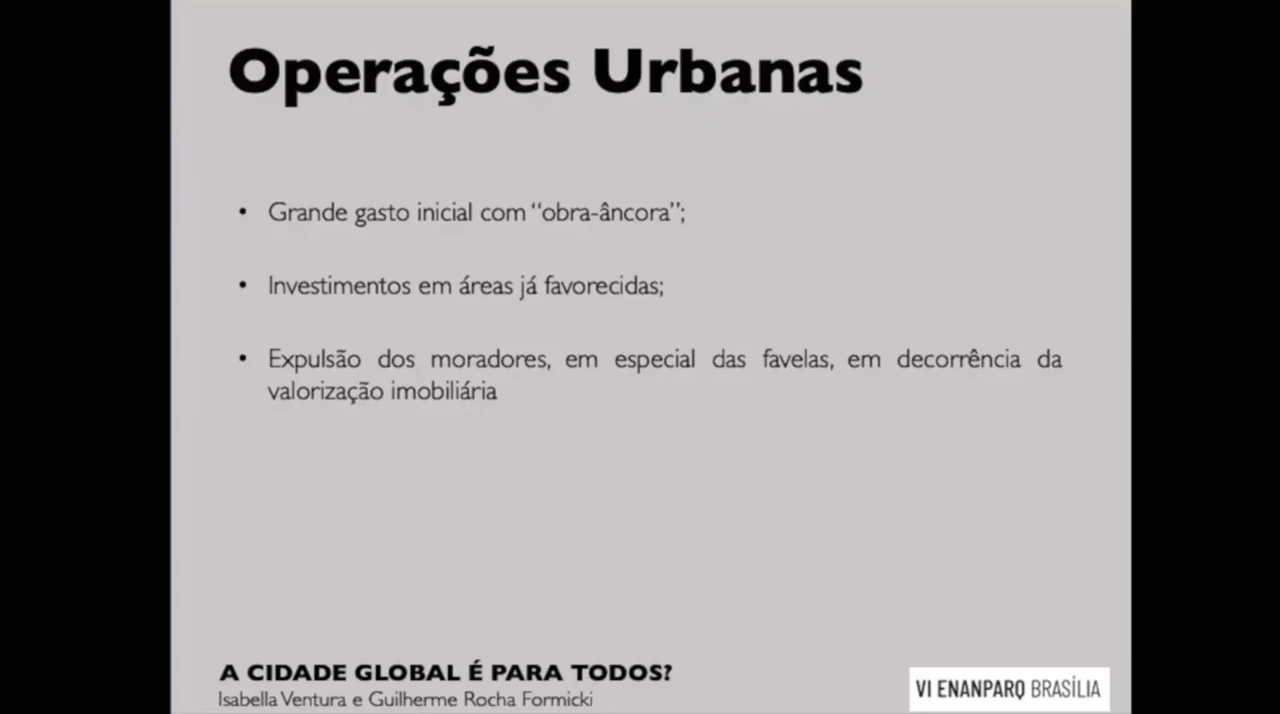 Operações Urbanas
• Grande gasto inicial com “obra-âncora”;
• Investimentos em áreas já favorecidas;
• Expulsão dos moradores, em especial das favelas, em decorrência da
valorização imobiliária
A CIDADE GLOBAL É PARA TODOS?
Isabella Ventura e Guilherme Rocha Formicki
VI ENANPARQ BRASÍLIA